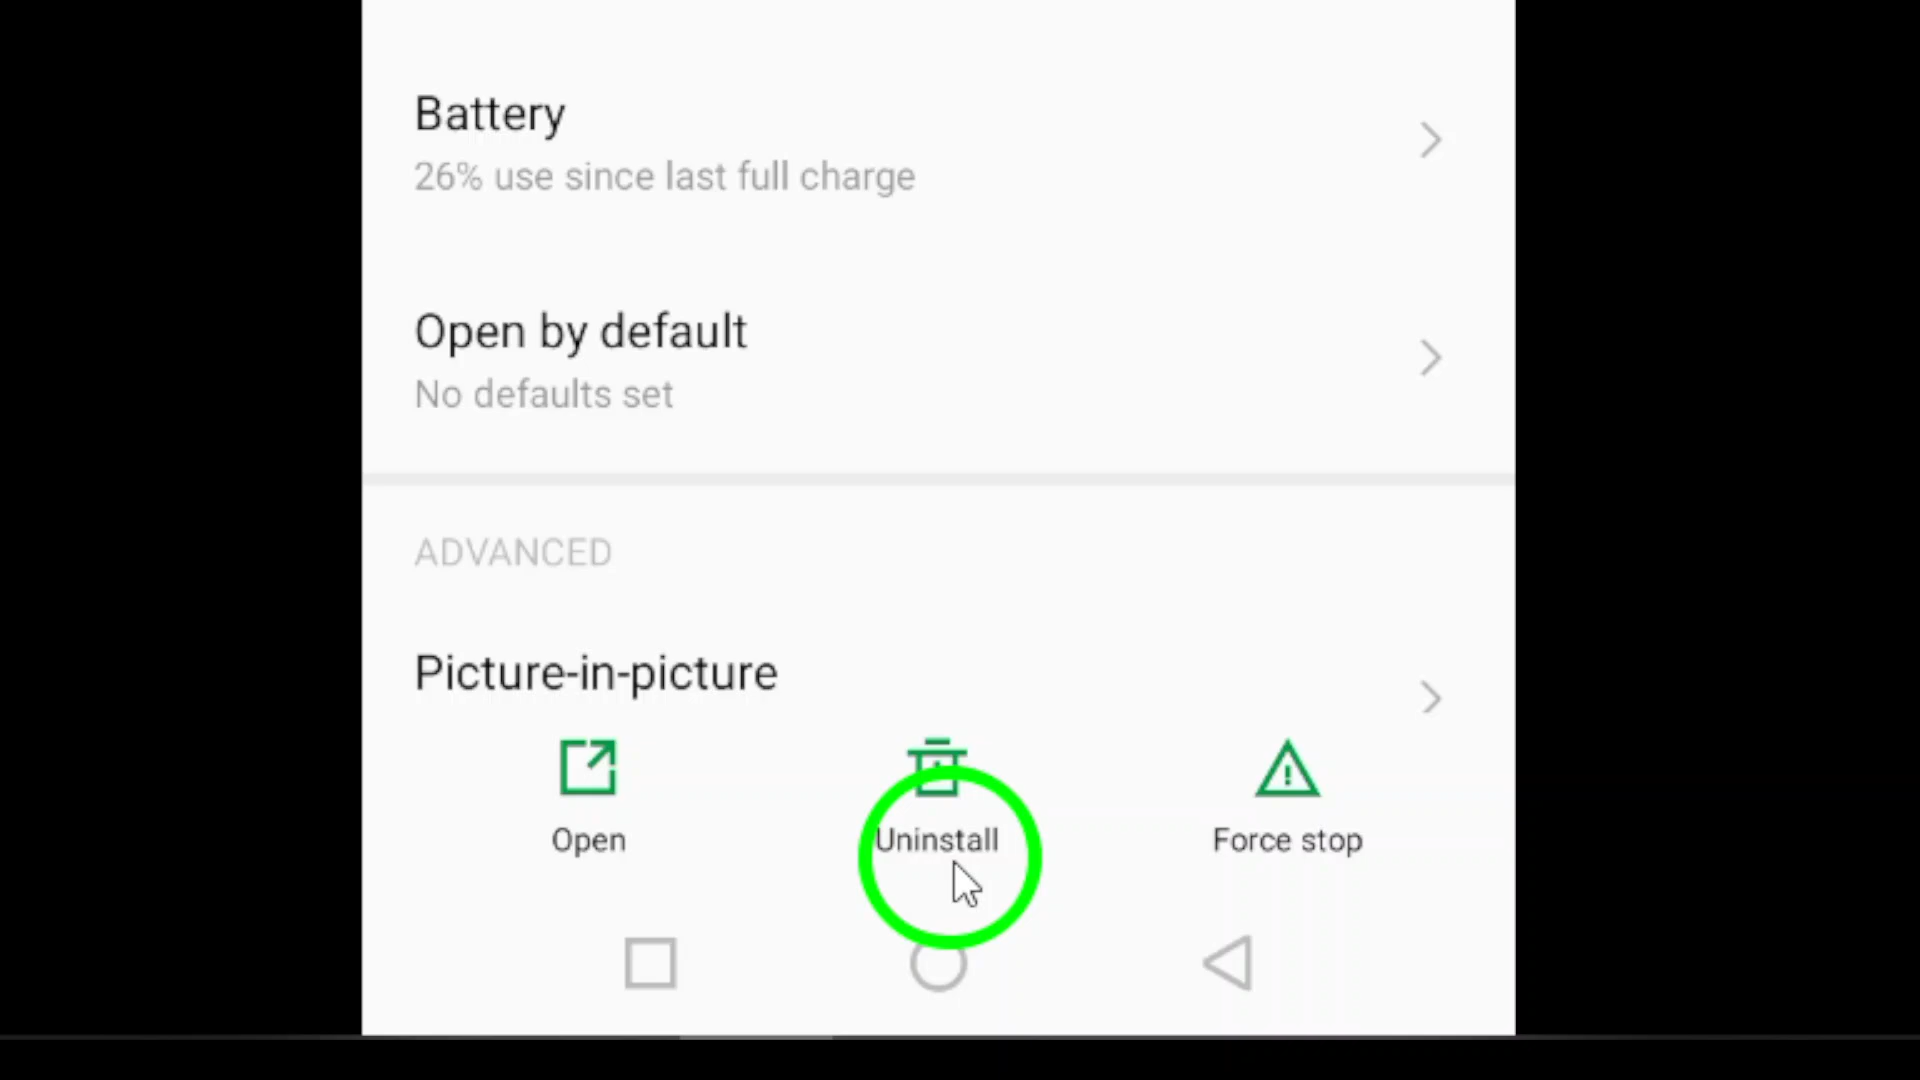 Battery
26% use since last full charge
Open by default
No defaults set
ADVANCED
Picture-in-picture
Open
Uninstall
Force stop